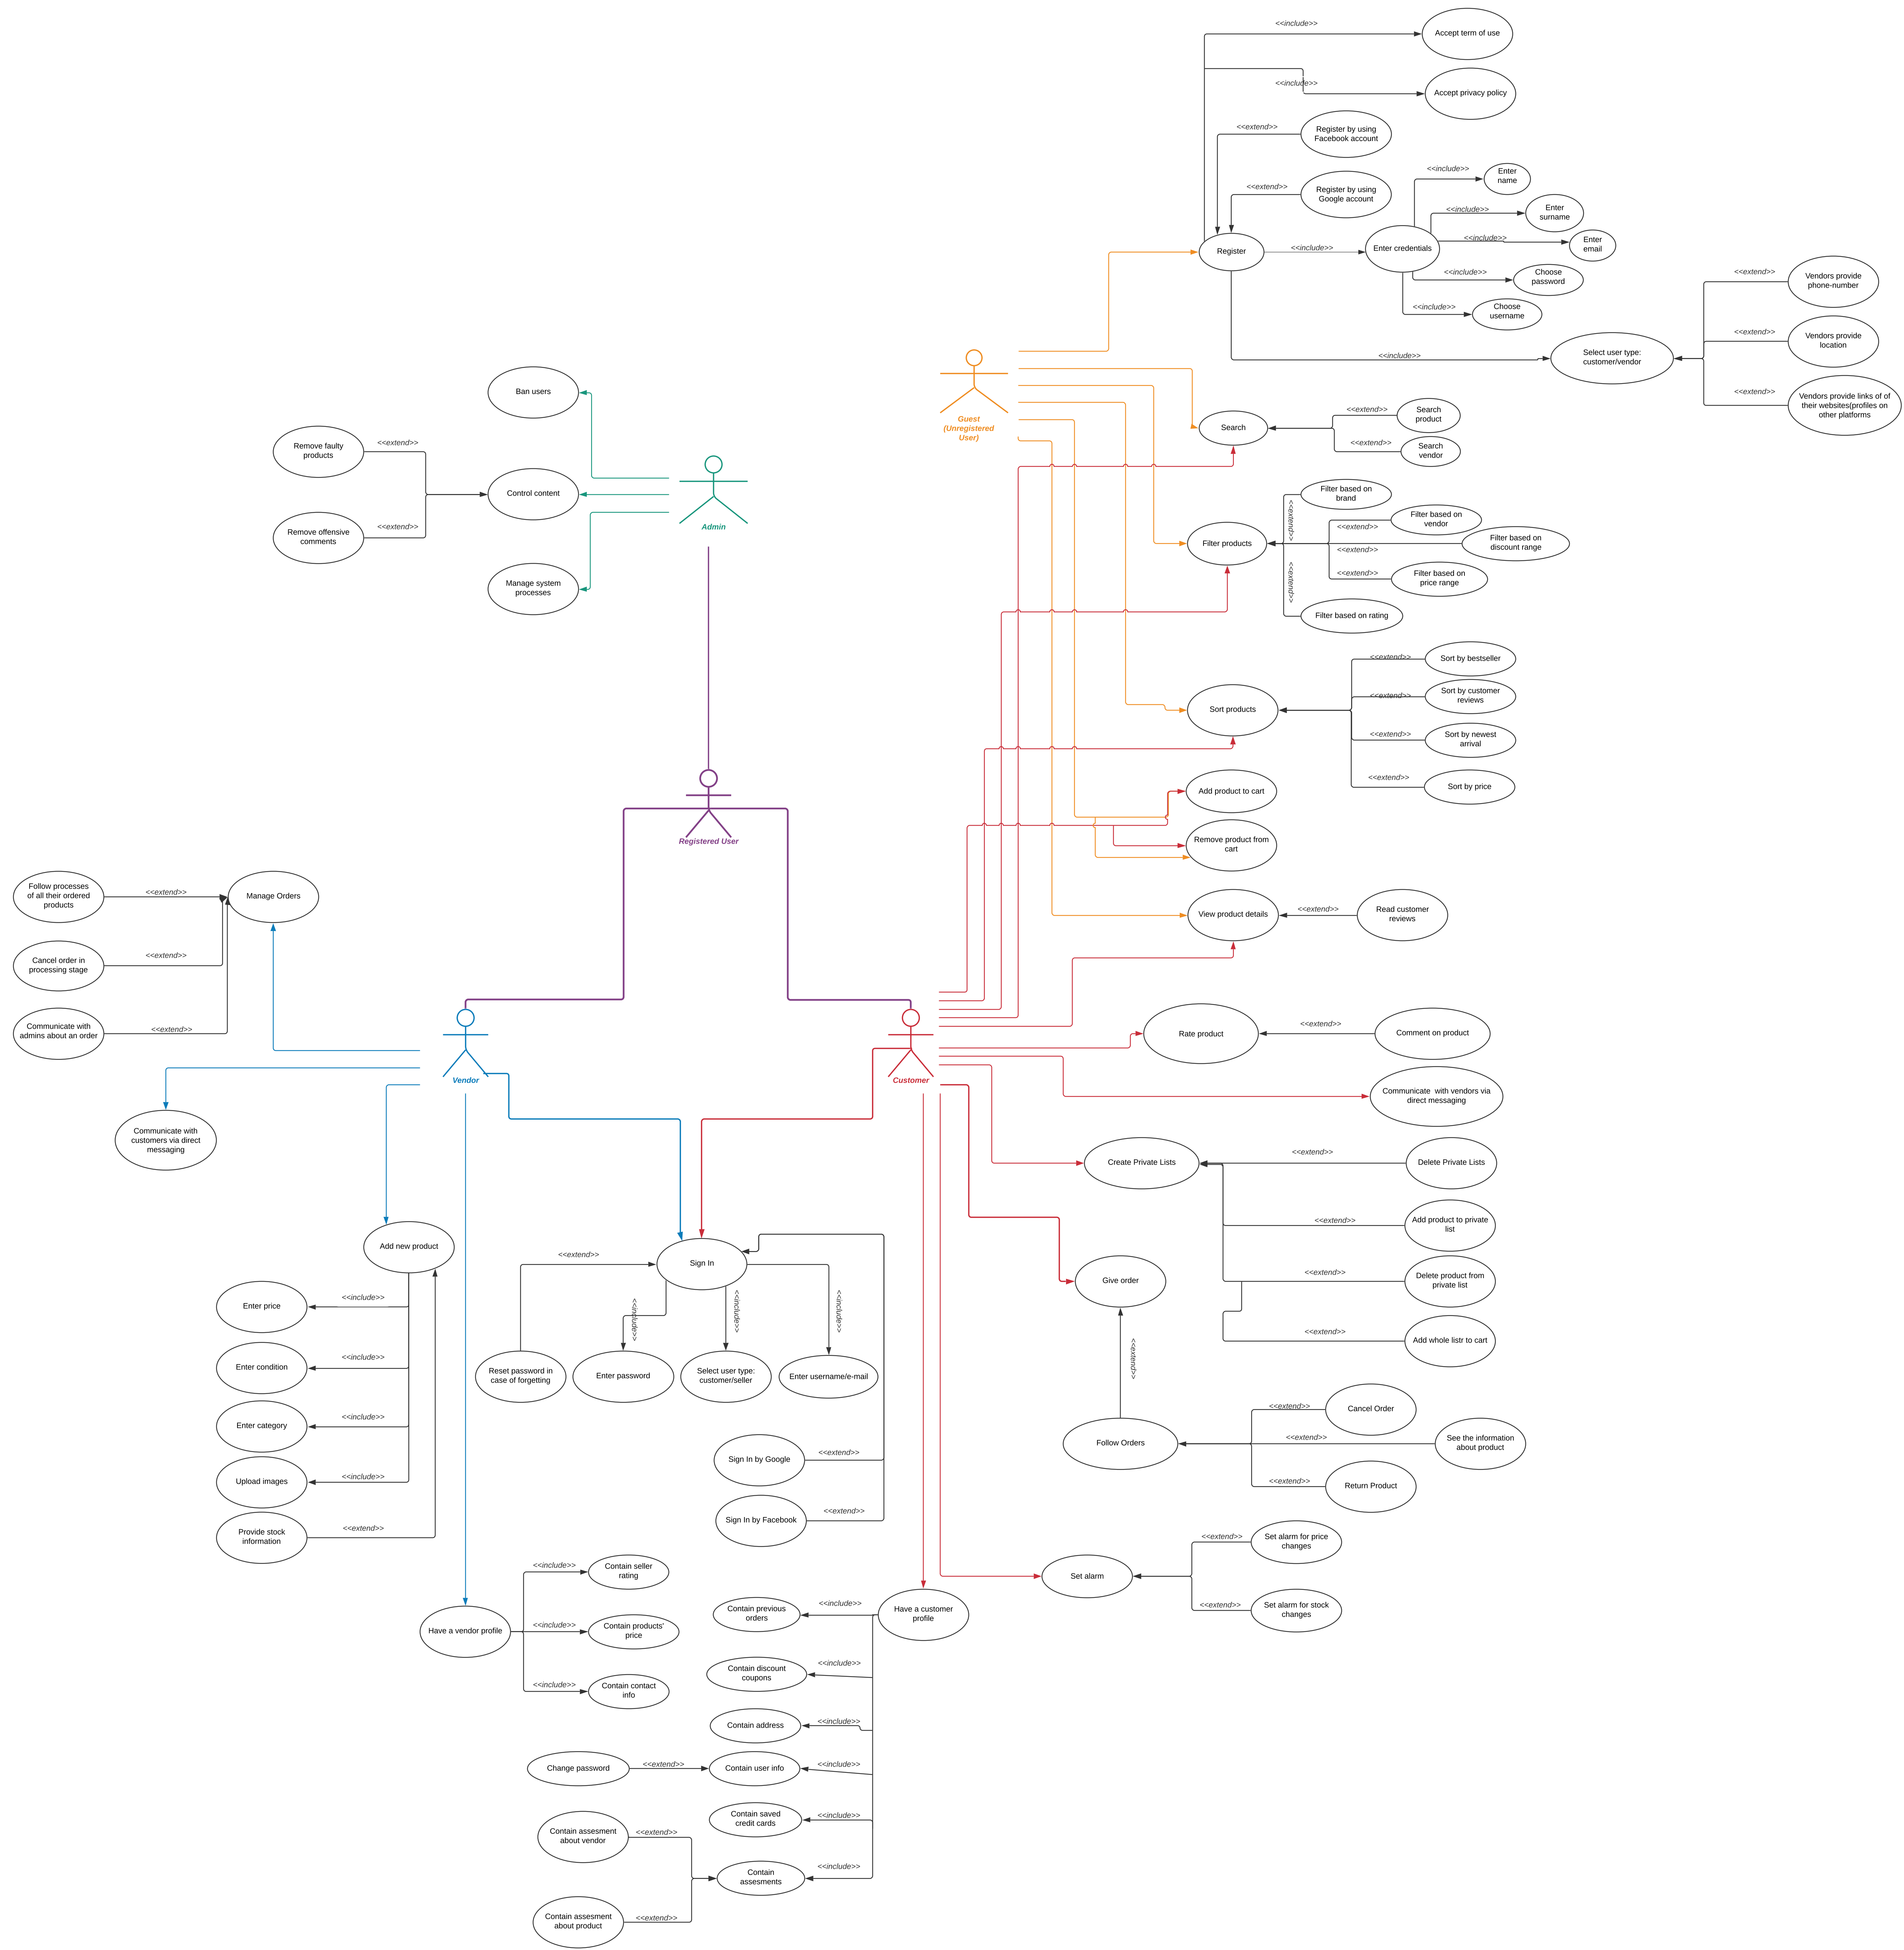 <<include>>
Accept term of use
<<include>>
Accept privacy policy
<<extend>>
Register by using
Facebook account
<<extend>>
Register by using
Google account
<<include>>
Enter
name
<<include>>
Enter
surname
<<include>>
Enter
email
Register
<<include>>
Enter credentials
<<include>>
Choose
password
<<include>>
Choose
username
<<include>>
Select user type:
customer/vendor
<<extend>>
Vendors provide
phone-number
<<extend>>
Vendors provide
location
<<extend>>
Vendors provide links of of
their websites(profiles on
other platforms
Guest
(Unregistered
User)
Search
<<extend>>
Search
product
<<extend>>
Search
vendor
Ban users
Remove faulty
products
<<extend>>
Control content
Remove offensive
comments
<<extend>>
Admin
Manage system
processes
Filter products
Filter based on
brand
<<extend>>
Filter based on
vendor
<<extend>>
Filter based on
discount range
<<extend>>
<<extend>>
Filter based on
price range
<<extend>>
Filter based on rating
Sort products
<<extend>>
Sort by bestseller
<<extend>>
Sort by customer
reviews
<<extend>>
Sort by newest
arrival
<<extend>>
Sort by price
Add product to cart
Remove product from
cart
Registered User
View product details
<<extend>>
Read customer
reviews
Follow processes
of all their ordered
products
<<extend>>
Manage Orders
Cancel order in
processing stage
<<extend>>
Communicate with
admins about an order
<<extend>>
Vendor
Customer
Rate product
<<extend>>
Comment on product
Communicate  with vendors via
direct messaging
Communicate with
customers via direct
messaging
Create Private Lists
<<extend>>
Delete Private Lists
<<extend>>
Add product to private
list
<<extend>>
Delete product from
private list
<<extend>>
Add whole listr to cart
Add new product
<<include>>
Enter price
<<include>>
Enter condition
<<include>>
Enter category
<<include>>
Upload images
<<extend>>
Provide stock
information
Sign In
<<extend>>
<<include>>
<<include>>
<<include>>
Reset password in
case of forgetting
Enter password
Select user type:
customer/seller
Enter username/e-mail
Sign In by Google
<<extend>>
Sign In by Facebook
<<extend>>
Give order
<<extend>>
Follow Orders
<<extend>>
Cancel Order
<<extend>>
See the information
about product
<<extend>>
Return Product
Set alarm
<<extend>>
Set alarm for price
changes
<<extend>>
Set alarm for stock
changes
Have a vendor profile
<<include>>
Contain seller
rating
<<include>>
Contain products'
price
<<include>>
Contain contact
info
Have a customer
profile
<<include>>
Contain previous
orders
<<include>>
Contain discount
coupons
<<include>>
Contain address
<<include>>
Contain user info
<<extend>>
Change password
<<include>>
Contain saved
credit cards
<<include>>
Contain
assesments
Contain assesment
about vendor
<<extend>>
Contain assesment
about product
<<extend>>